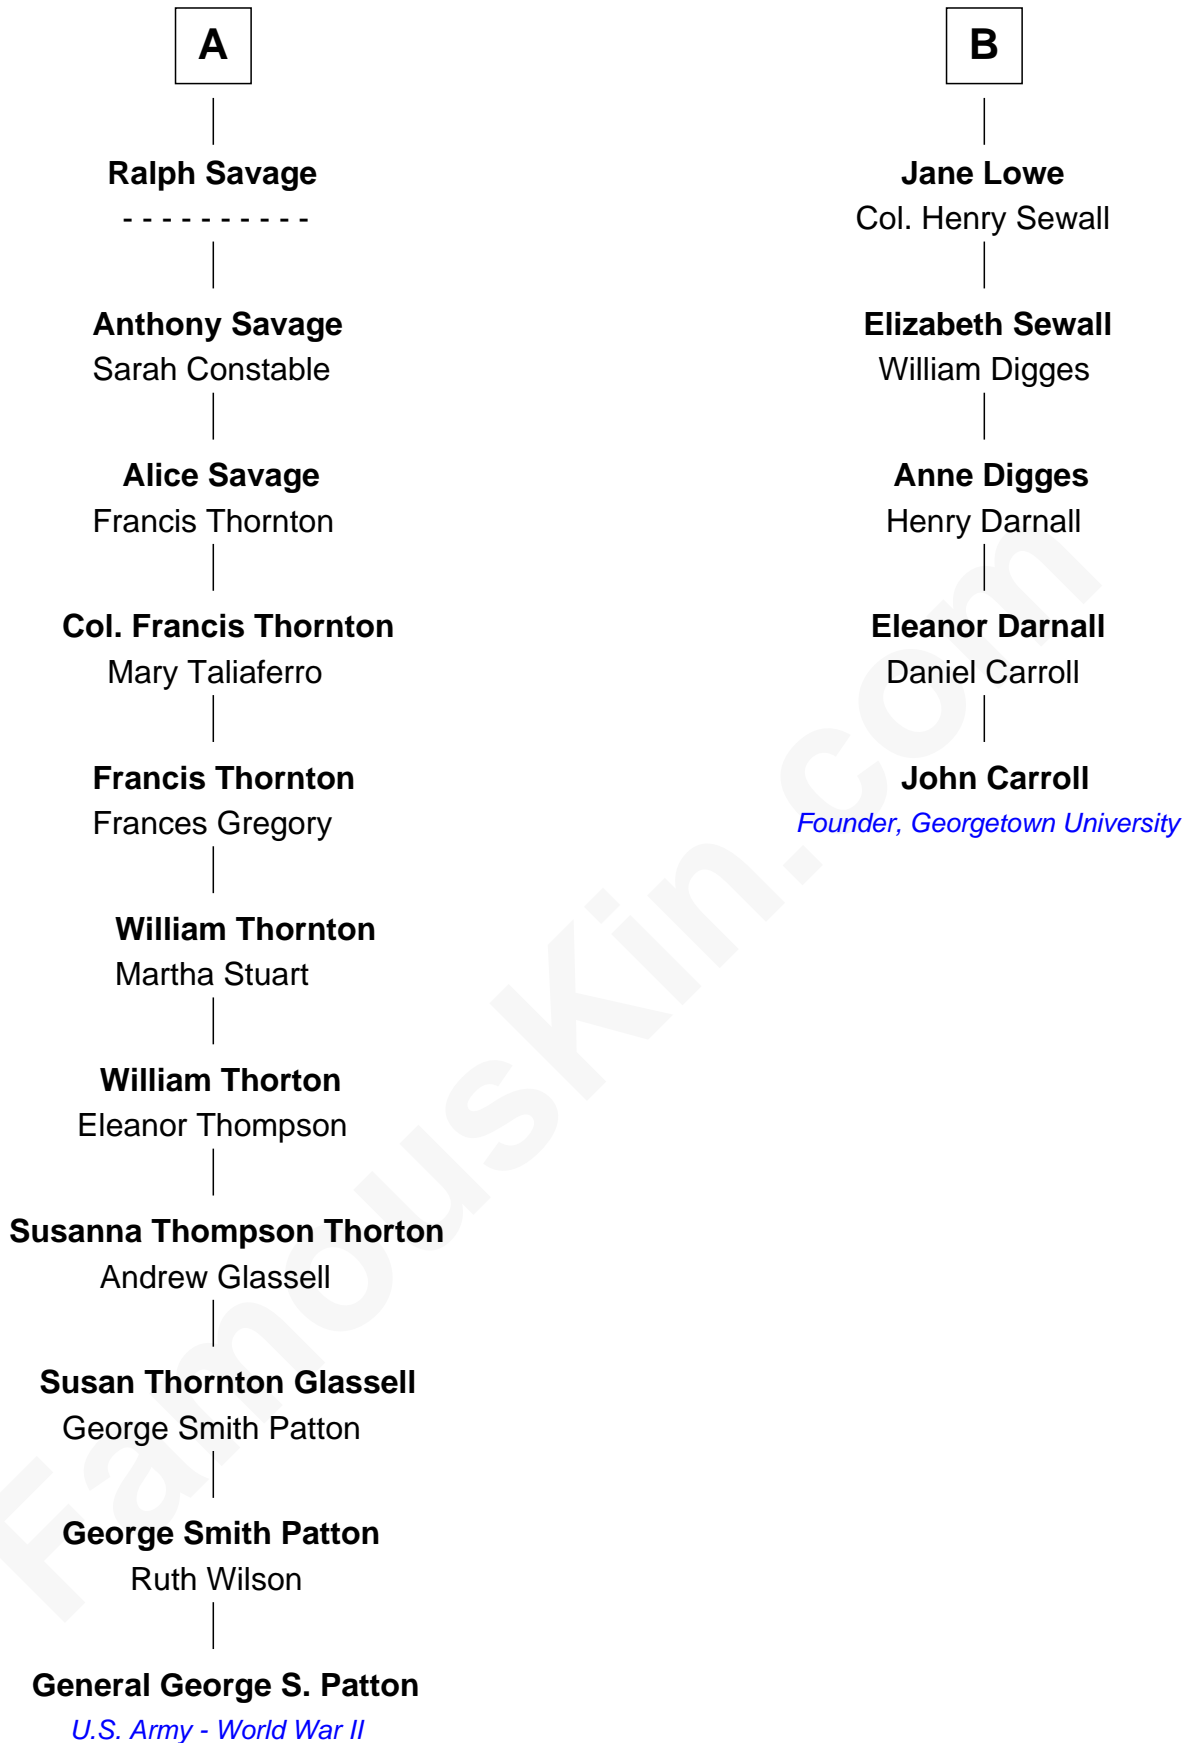 A
Ralph Savage
- - - - - - - - - -
Anthony Savage
Sarah Constable
Alice Savage
Francis Thornton
Col. Francis Thornton
Mary Taliaferro
Francis Thornton
Frances Gregory
William Thornton
Martha Stuart
William Thorton
Eleanor Thompson
Susanna Thompson Thorton
Andrew Glassell
Susan Thornton Glassell
George Smith Patton
George Smith Patton
Ruth Wilson
General George S. Patton
U.S. Army - World War II
B
Jane Lowe
Col. Henry Sewall
Elizabeth Sewall
William Digges
Anne Digges
Henry Darnall
Eleanor Darnall
Daniel Carroll
John Carroll
Founder, Georgetown University
FamousKin.com